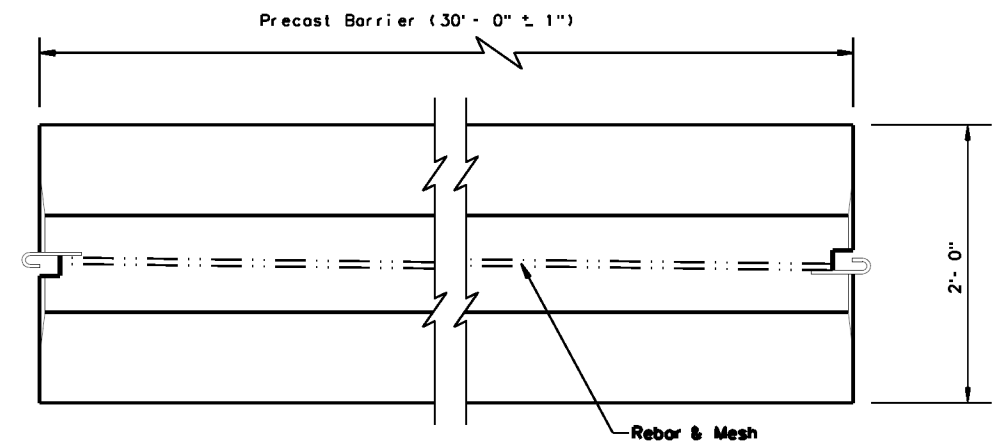 Precast Barrier (30'- 0" ± 1")
2'- 0"
Rebar & Mesh